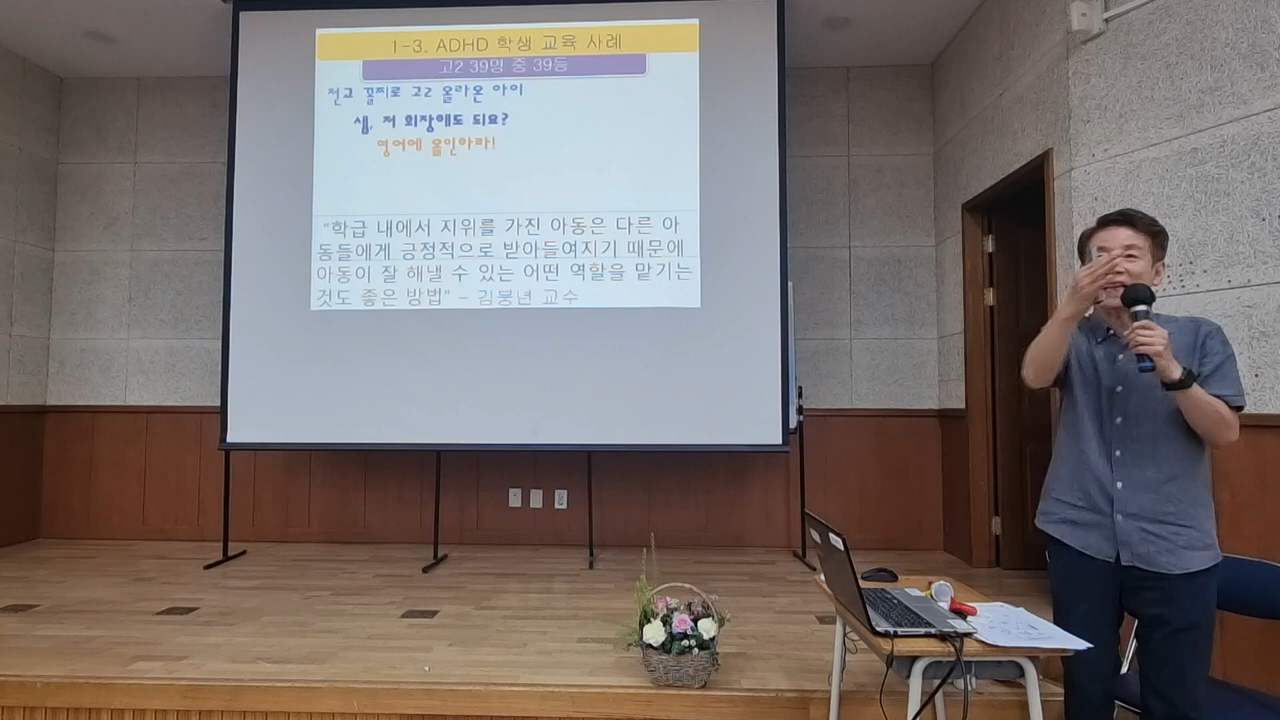 1-3. ADHD 학생 교육 사례
고2 39명 중 39등
전교 꼴찌로 고2 올라온 아이
샘, 저 회장해도 되요?
영어에 올인하라!
"학급 내에서 지위를 가진 아동은 다른 아
동들에게 긍정적으로 받아들여지기 때문에
아동이 잘 해낼 수 있는 어떤 역할을 맡기는
것도 좋은 방법" - 김붕년 교수